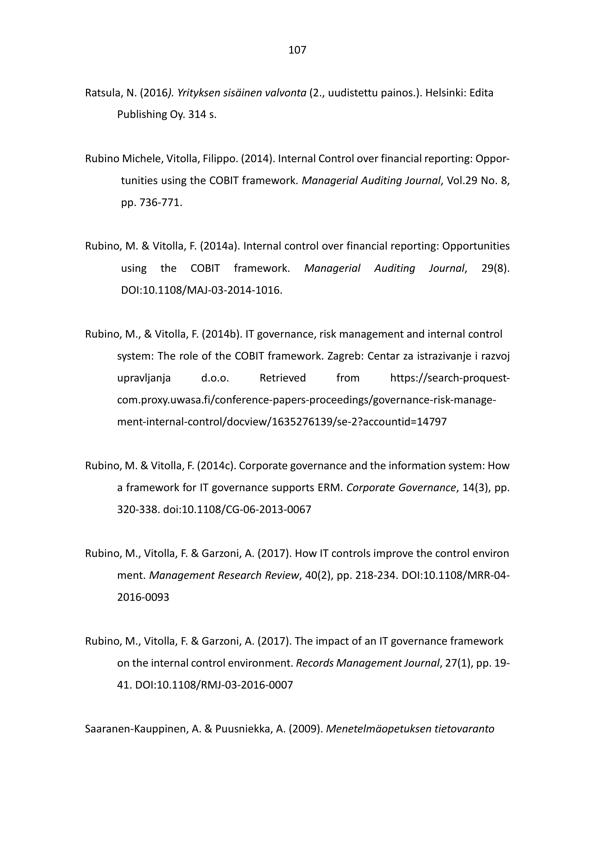 107
Ratsula, N. (2016). Yrityksen sisäinen valvonta (2., uudistettu painos.). Helsinki: Edita
Publishing Oy. 314 s.
Rubino Michele, Vitolla, Filippo. (2014). Internal Control over financial reporting: Oppor-
tunities using the COBIT framework. Managerial Auditing Journal, Vol.29 No. 8,
pp. 736-771.
Rubino, M. & Vitolla, F. (2014a). Internal control over financial reporting: Opportunities
using the COBIT framework. Managerial Auditing Journal, 29(8).
DOI:10.1108/MAJ-03-2014-1016.
Rubino, M., & Vitolla, F. (2014b). IT governance, risk management and internal control
system: The role of the COBIT framework. Zagreb: Centar za istrazivanje i razvoj
upravljanja d.o.o. Retrieved from https://search-proquest-
com.proxy.uwasa.fi/conference-papers-proceedings/governance-risk-manage-
ment-internal-control/docview/1635276139/se-2?accountid=14797
Rubino, M. & Vitolla, F. (2014c). Corporate governance and the information system: How
a framework for IT governance supports ERM. Corporate Governance, 14(3), pp.
320-338. doi:10.1108/CG-06-2013-0067
Rubino, M., Vitolla, F. & Garzoni, A. (2017). How IT controls improve the control environ
ment. Management Research Review, 40(2), pp. 218-234. DOI:10.1108/MRR-04-
2016-0093
Rubino, M., Vitolla, F. & Garzoni, A. (2017). The impact of an IT governance framework
on the internal control environment. Records Management Journal, 27(1), pp. 19-
41. DOI:10.1108/RMJ-03-2016-0007
Saaranen-Kauppinen, A. & Puusniekka, A. (2009). Menetelmäopetuksen tietovaranto